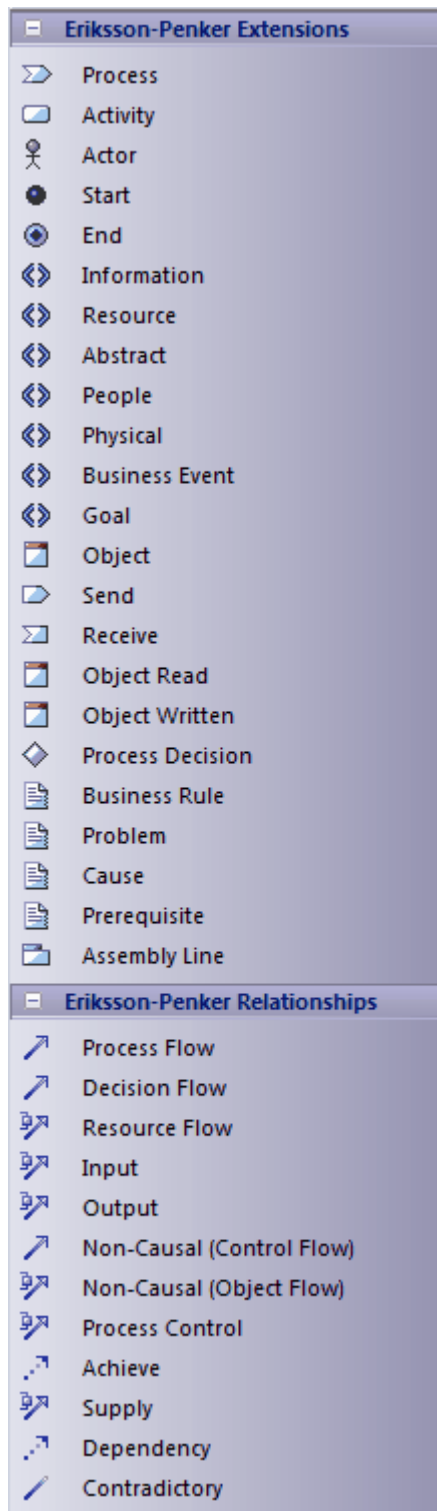 Eriksson-Penker Extensions
Process
Activity
Actor
Start
End
Information
Resource
Abstract
People
Physical
Business Event
Goal
Object
Send
Receive
Object Read
Object Written
Process Decision
Business Rule
Problem
Cause
Prerequisite
Assembly Line
Eriksson-Penker Relationships
Process Flow
Decision Flow
Resource Flow
Input
Output
Non-Causal (Control Flow)
Non-Causal (Object Flow)
Process Control
Achieve
Supply
Dependency
Contradictory